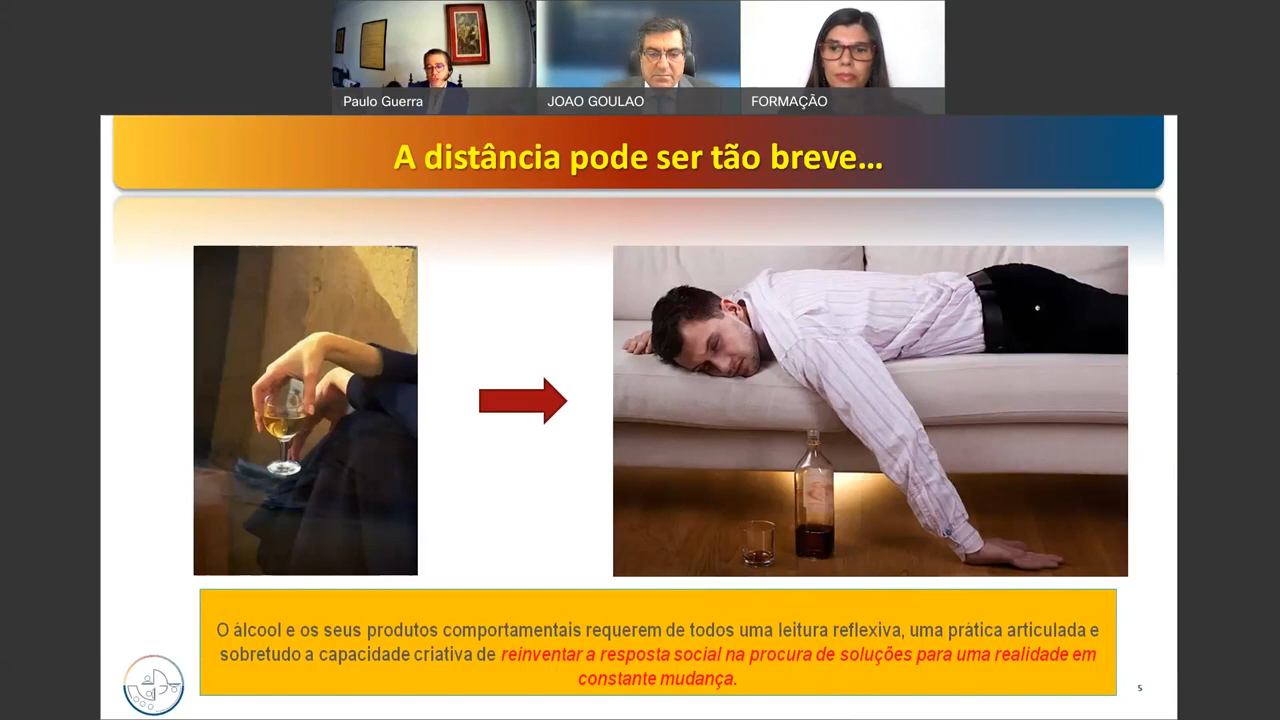 Paulo Guerra
JOAO GOULAO
FORMAÇÃO
A distância pode ser tão breve...
O álcool e os seus produtos comportamentais requerem de todos uma leitura reflexiva, uma prática articulada e
sobretudo a capacidade criativa de reinventar a resposta social na procura de soluções para uma realidade em
constante mudança.
5